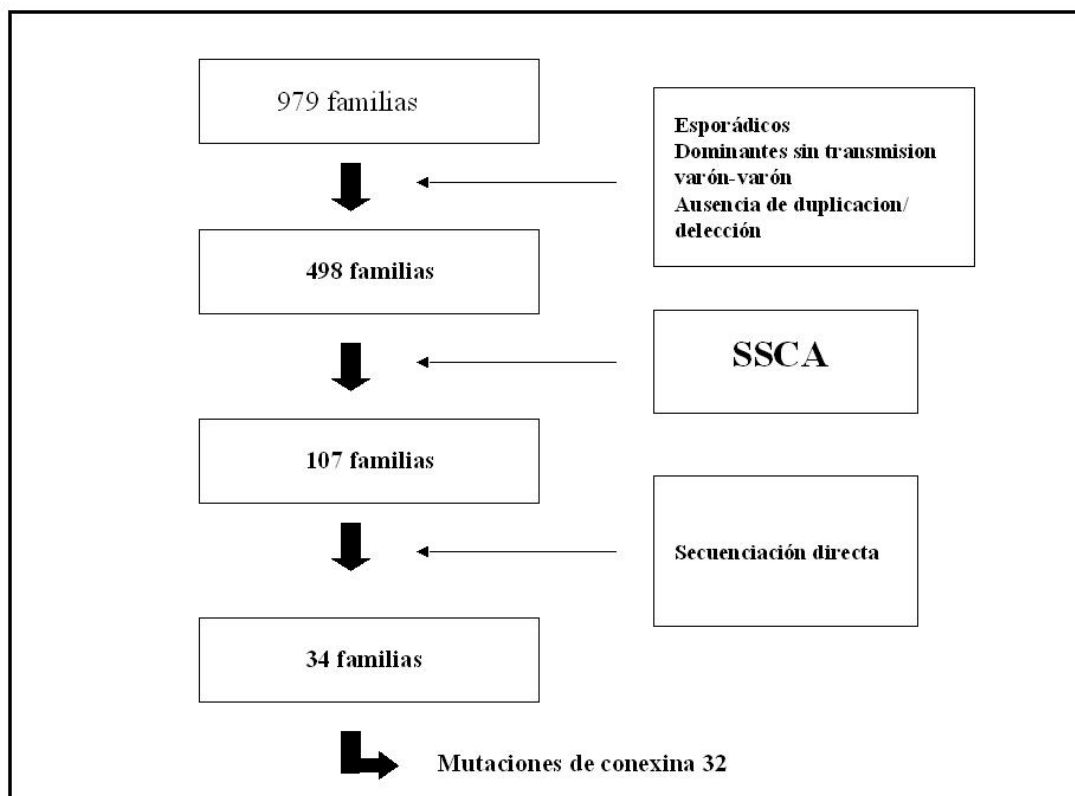 979 familias
Esporádicos
Dominantes sin transmision
varón-varón
Ausencia de duplicacion/
delección
498 familias
SSCA
107 familias
Secuenciación directa
34 familias
Mutaciones de conexina 32